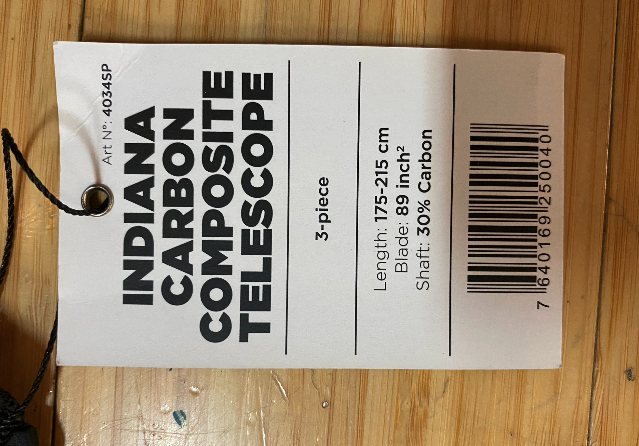 Art N°: 4034SP
INDIANA
CARBON
COMPOSITE
TELESCOPE
3-piece
Length: 175-215 cm
Blade: 89 inch²
Shaft: 30% Carbon
7 640169 250040